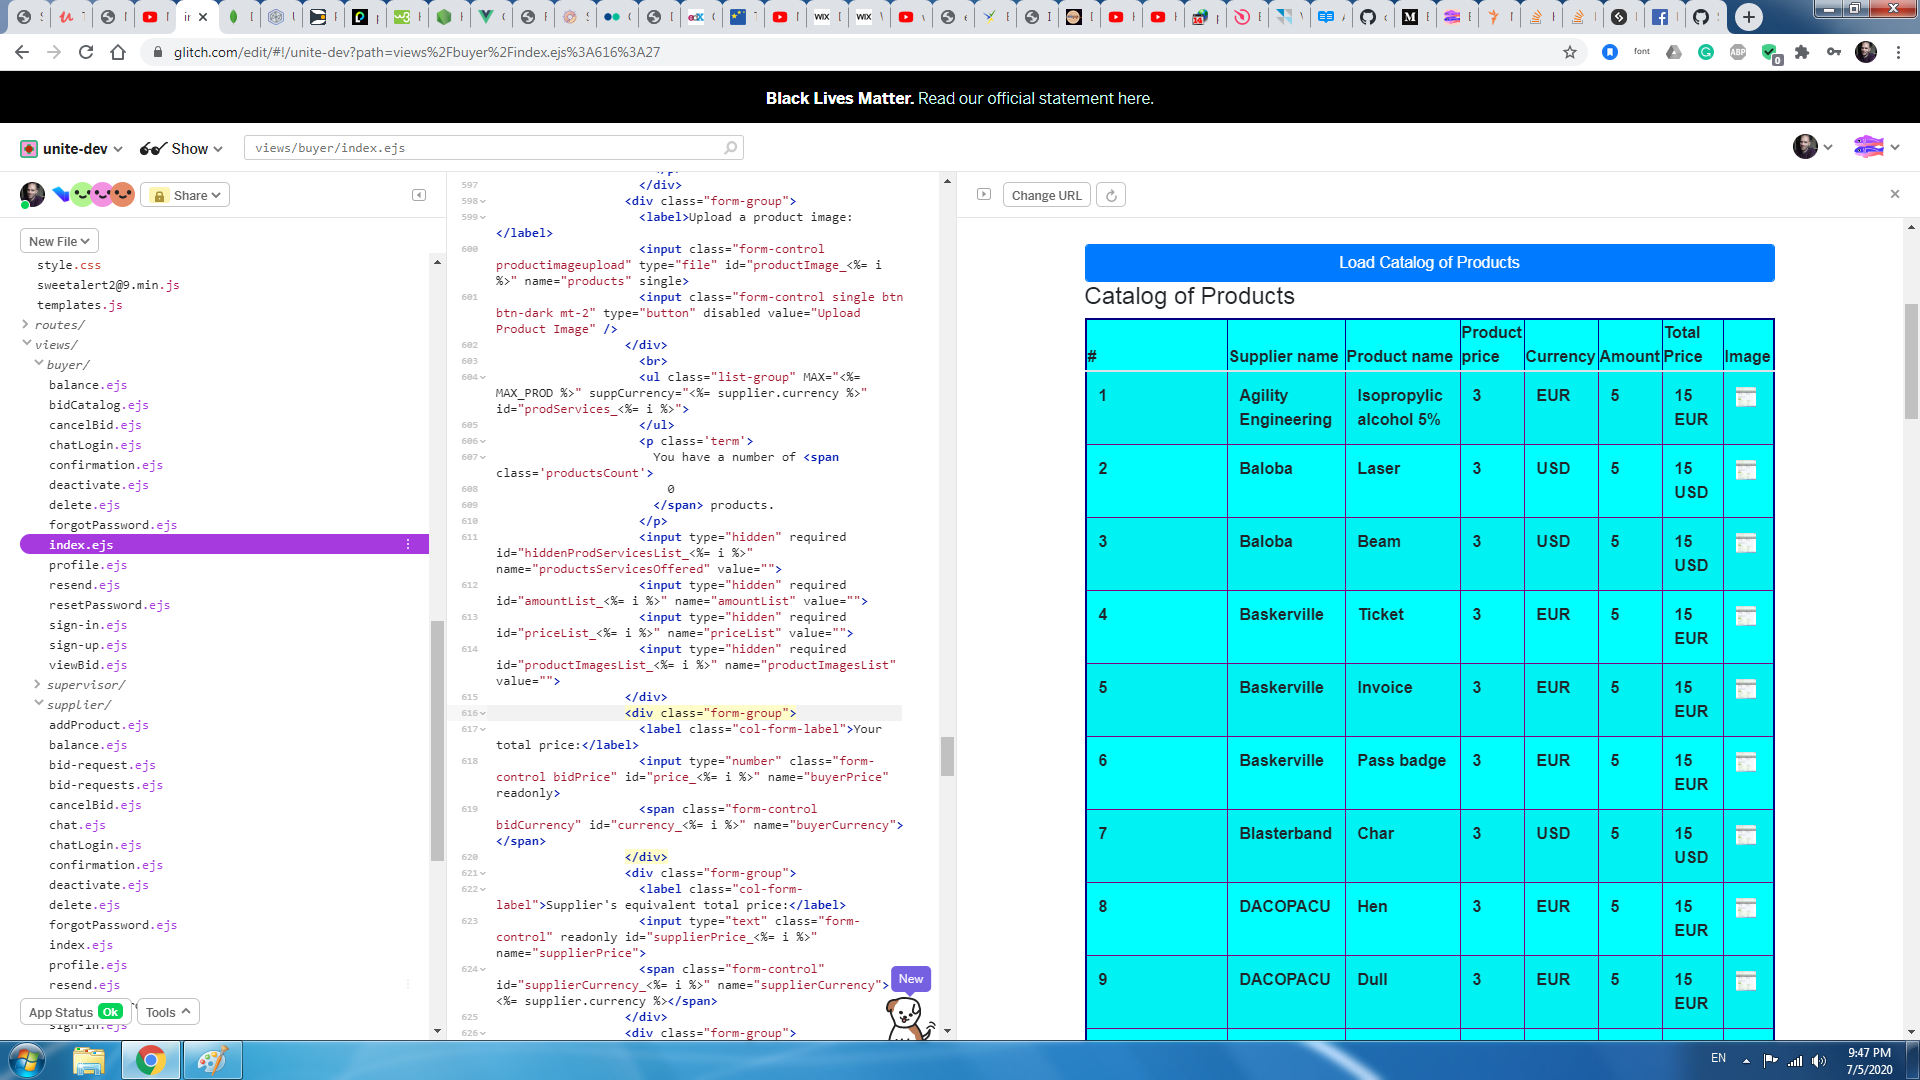 glitch.com/edit/#!/unite-dev?path=views%2Fbuyer%2Findex.ejs%3A616%3A27
Black Lives Matter. Read our official statement here.
unite-dev
Show
views/buyer/index.ejs
Share
Change URL
New File
style.css
sweetalert2@9.min.js
templates.js
routes/
views/
buyer/
balance.ejs
bidCatalog.ejs
cancelBid.ejs
chatLogin.ejs
confirmation.ejs
deactivate.ejs
delete.ejs
forgotPassword.ejs
index.ejs
profile.ejs
resend.ejs
resetPassword.ejs
sign-in.ejs
sign-up.ejs
viewBid.ejs
supervisor/
supplier/
addProduct.ejs
balance.ejs
bid-request.ejs
bid-requests.ejs
cancelBid.ejs
chat.ejs
chatLogin.ejs
confirmation.ejs
deactivate.ejs
delete.ejs
forgotPassword.ejs
index.ejs
profile.ejs
resend.ejs
sign-in.ejs
App Status Ok
Tools
597 </div>
598 <div class="form-group">
599 <label>Upload a product image:
</label>
600 <input class="form-control
productimageupload" type="file" id="productImage_<%= i
%>" name="products" single>
601 <input class="form-control single btn
btn-dark mt-2" type="button" disabled value="Upload
Product Image" />
602 </div>
603 <br>
604 <ul class="list-group" MAX="<%=
MAX_PROD %>" suppCurrency="<%= supplier.currency %>"
id="prodServices_<%= i %>">
605 </ul>
606 <p class='term'>
607 You have a number of <span
class='productsCount'>
608 0
609 </span> products.
610 </p>
611 <input type="hidden" required
id="hiddenProdServicesList_<%= i %>"
name="productsServicesOffered" value="">
612 <input type="hidden" required
id="amountList_<%= i %>" name="amountList" value="">
613 <input type="hidden" required
id="priceList_<%= i %>" name="priceList" value="">
614 <input type="hidden" required
id="productImagesList_<%= i %>" name="productImagesList"
value="">
615 </div>
616 <div class="form-group">
617 <label class="col-form-label">Your
total price:</label>
618 <input type="number" class="form-
control bidPrice" id="price_<%= i %>" name="buyerPrice"
readonly>
619 <span class="form-control
bidCurrency" id="currency_<%= i %>" name="buyerCurrency">
</span>
620 </div>
621 <div class="form-group">
622 <label class="col-form-
label">Supplier's equivalent total price:</label>
623 <input type="text" class="form-
control" readonly id="supplierPrice_<%= i %>"
name="supplierPrice">
624 <span class="form-control"
id="supplierCurrency_<%= i %>" name="supplierCurrency">
<%= supplier.currency %></span>
625 </div>
626 <div class="form-group">
New
Load Catalog of Products
Catalog of Products
# Supplier name Product name Product price Currency Amount Total Price Image
1 Agility Engineering Isopropylic alcohol 5% 3 EUR 5 15 EUR
2 Baloba Laser 3 USD 5 15 USD
3 Baloba Beam 3 USD 5 15 USD
4 Baskerville Ticket 3 EUR 5 15 EUR
5 Baskerville Invoice 3 EUR 5 15 EUR
6 Baskerville Pass badge 3 EUR 5 15 EUR
7 Blasterband Char 3 USD 5 15 USD
8 DACOPACU Hen 3 EUR 5 15 EUR
9 DACOPACU Dull 3 EUR 5 15 EUR
EN
9:47 PM
7/5/2020